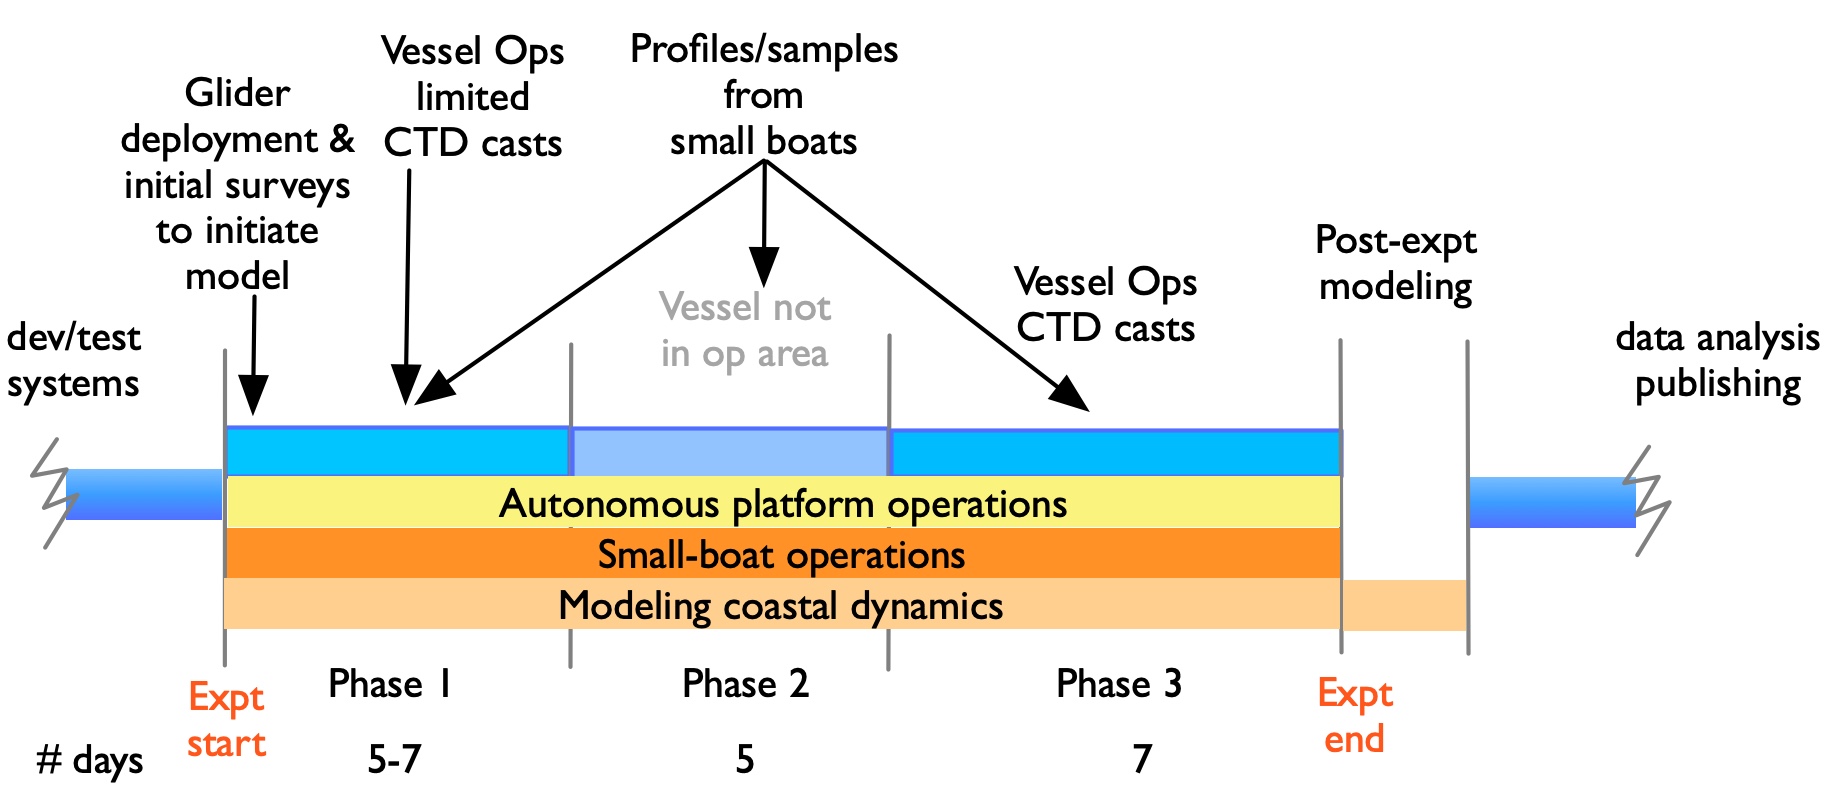 Glider
deployment &
initial surveys
to initiate
model
Vessel Ops
limited
CTD casts
Profiles/samples
from
small boats
Vessel not
in op area
Vessel Ops
CTD casts
Post-expt
modeling
dev/test
systems
data analysis
publishing
Autonomous platform operations
Small-boat operations
Modeling coastal dynamics
Expt
start
Phase 1
Phase 2
Phase 3
Expt
end
# days
5-7
5
7